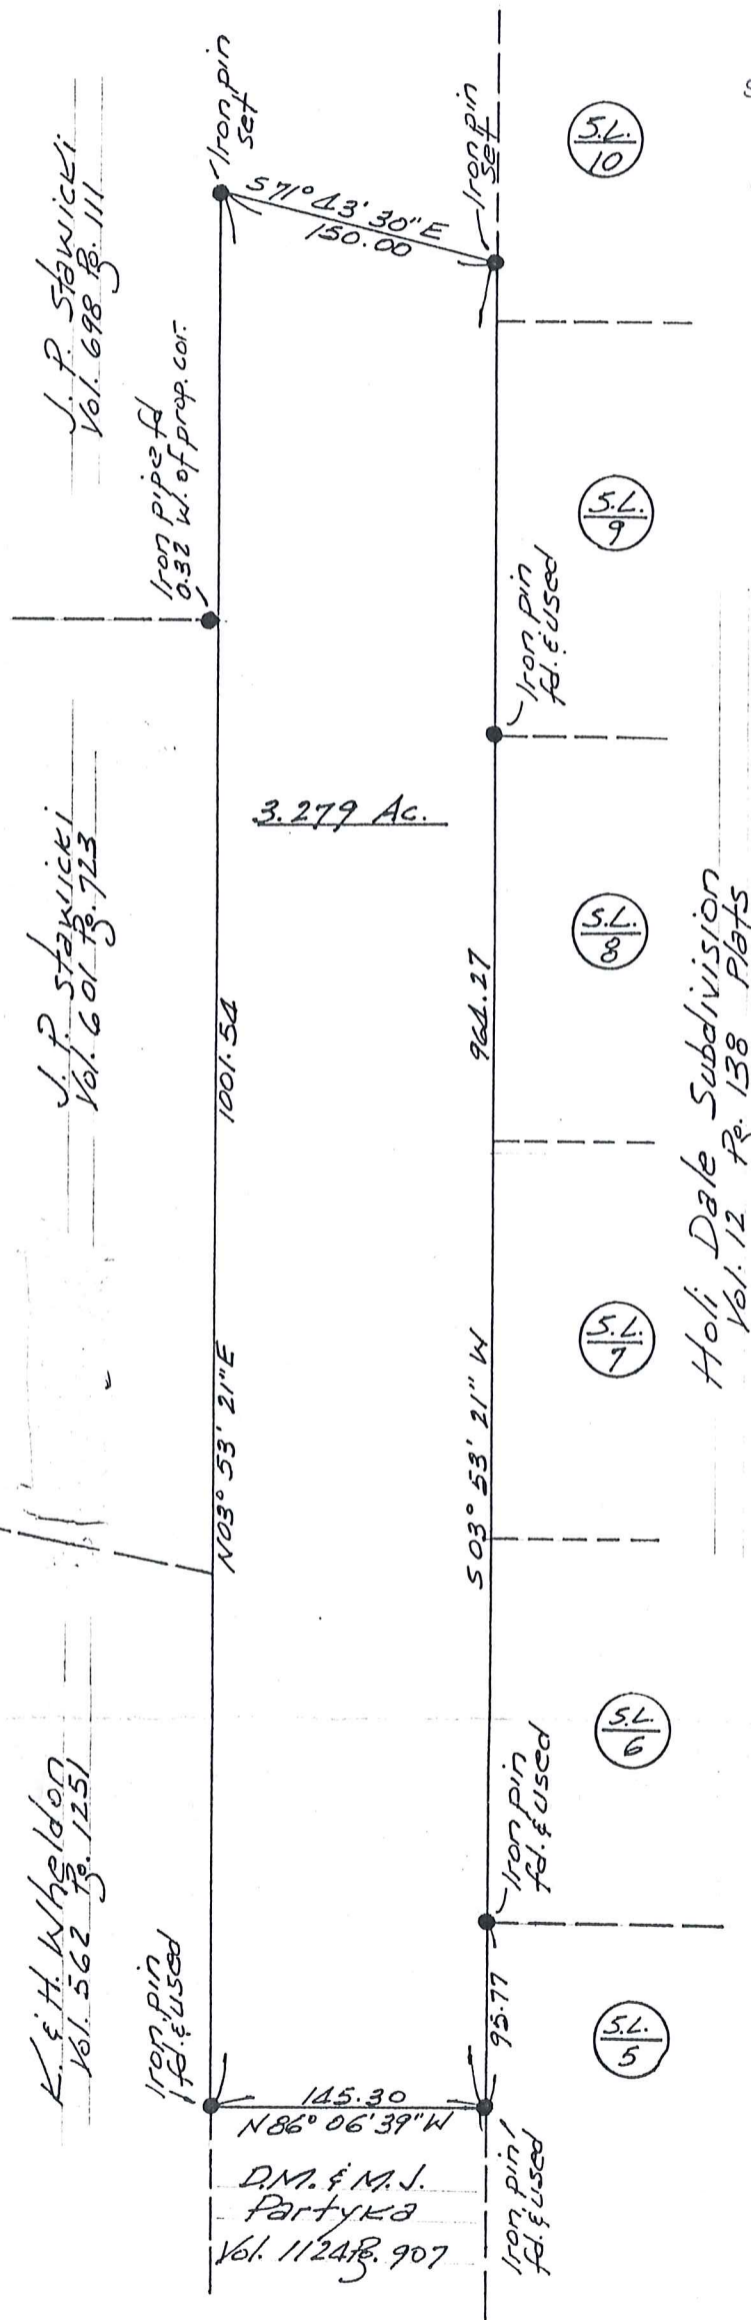 J. P. Stawicki
Vol. 698 Pg. 111
Iron pin
set
S71° 43' 30" E
150.00
Iron pin
set
S.L.
10
Iron pipe fd
0.32 W. of prop. cor.
S.L.
9
Iron pin
fd. & used
J. P. Stawicki
Vol. 601 Pg. 723
3.279 Ac.
S.L.
8
1001.54
964.27
Holi Dale Subdivision
Vol. 12 Pg. 138 Plats
N03° 53' 21" E
S03° 53' 21" W
S.L.
7
K. & H. Wheldon
Vol. 562 Pg. 1251
S.L.
6
Iron pin
fd. & used
Iron pin
fd. & used
95.77
S.L.
5
145.30
N86° 06' 39" W
D.M. & M.J.
Partyka
Vol. 1124 Pg. 907
Iron pin
fd. & used